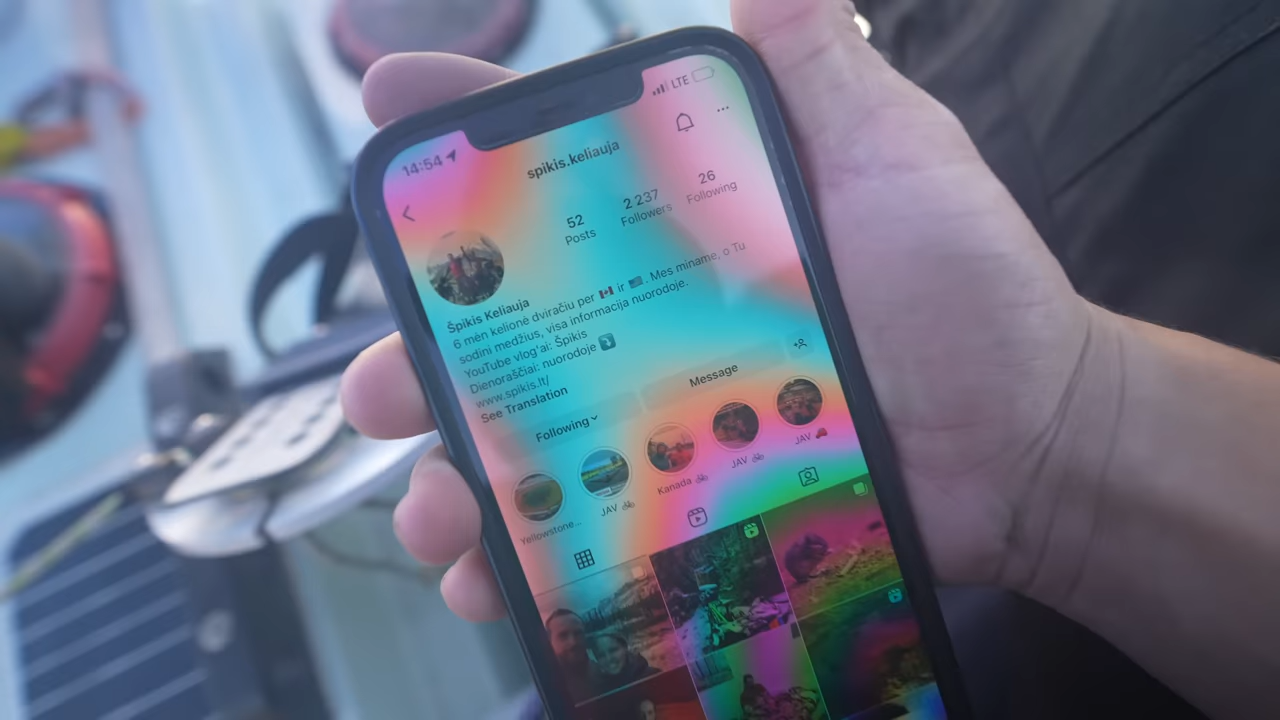 14:54
LTE
spikis.keliauja
52
Posts
2 237
Followers
26
Following
Špikis Keliauja
6 mėn kelionė dviračiu per 🇨🇦 ir 🇺🇸. Mes miname, o Tu
sodini medžius, visa informacija nuorodoje.
YouTube vlog'ai: Špikis
Dienoraščiai: nuorodoje ⤵️
www.spikis.lt/
See Translation
Following
Message
Yellowstone...
JAV 🚲
Kanada 🚲
JAV 🚲
JAV 🚗